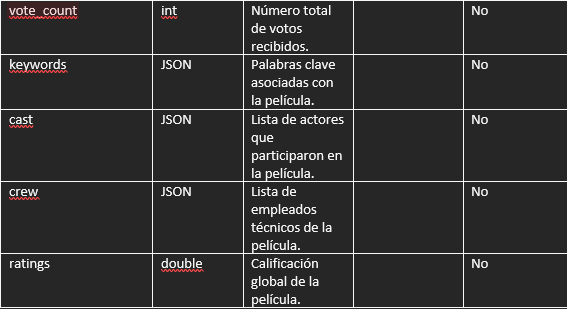 vote_count int Número total No
de votos
recibidos.
keywords JSON Palabras clave No
asociadas con
la película.
cast JSON Lista de actores No
que
participaron en
la película.
crew JSON Lista de No
empleados
técnicos de la
película.
ratings double Calificación No
global de la
película.